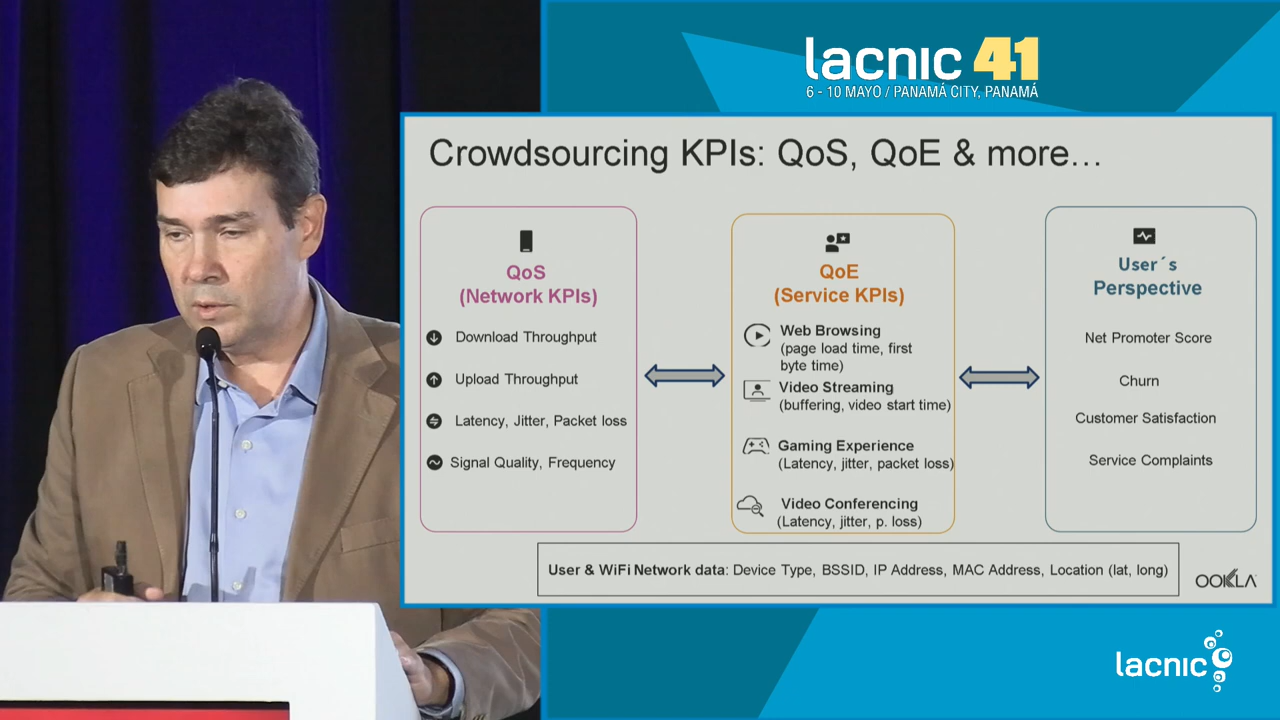 lacnic 41
6 - 10 MAYO / PANAMÁ CITY, PANAMÁ
Crowdsourcing KPIs: QoS, QoE & more…
QoS
(Network KPIs)
Download Throughput
Upload Throughput
Latency, Jitter, Packet loss
Signal Quality, Frequency
QoE
(Service KPIs)
Web Browsing
(page load time, first
byte time)
Video Streaming
(buffering, video start time)
Gaming Experience
(Latency, jitter, packet loss)
Video Conferencing
(Latency, jitter, p. loss)
User´s
Perspective
Net Promoter Score
Churn
Customer Satisfaction
Service Complaints
User & WiFi Network data: Device Type, BSSID, IP Address, MAC Address, Location (lat, long)
OOKLA
lacnic